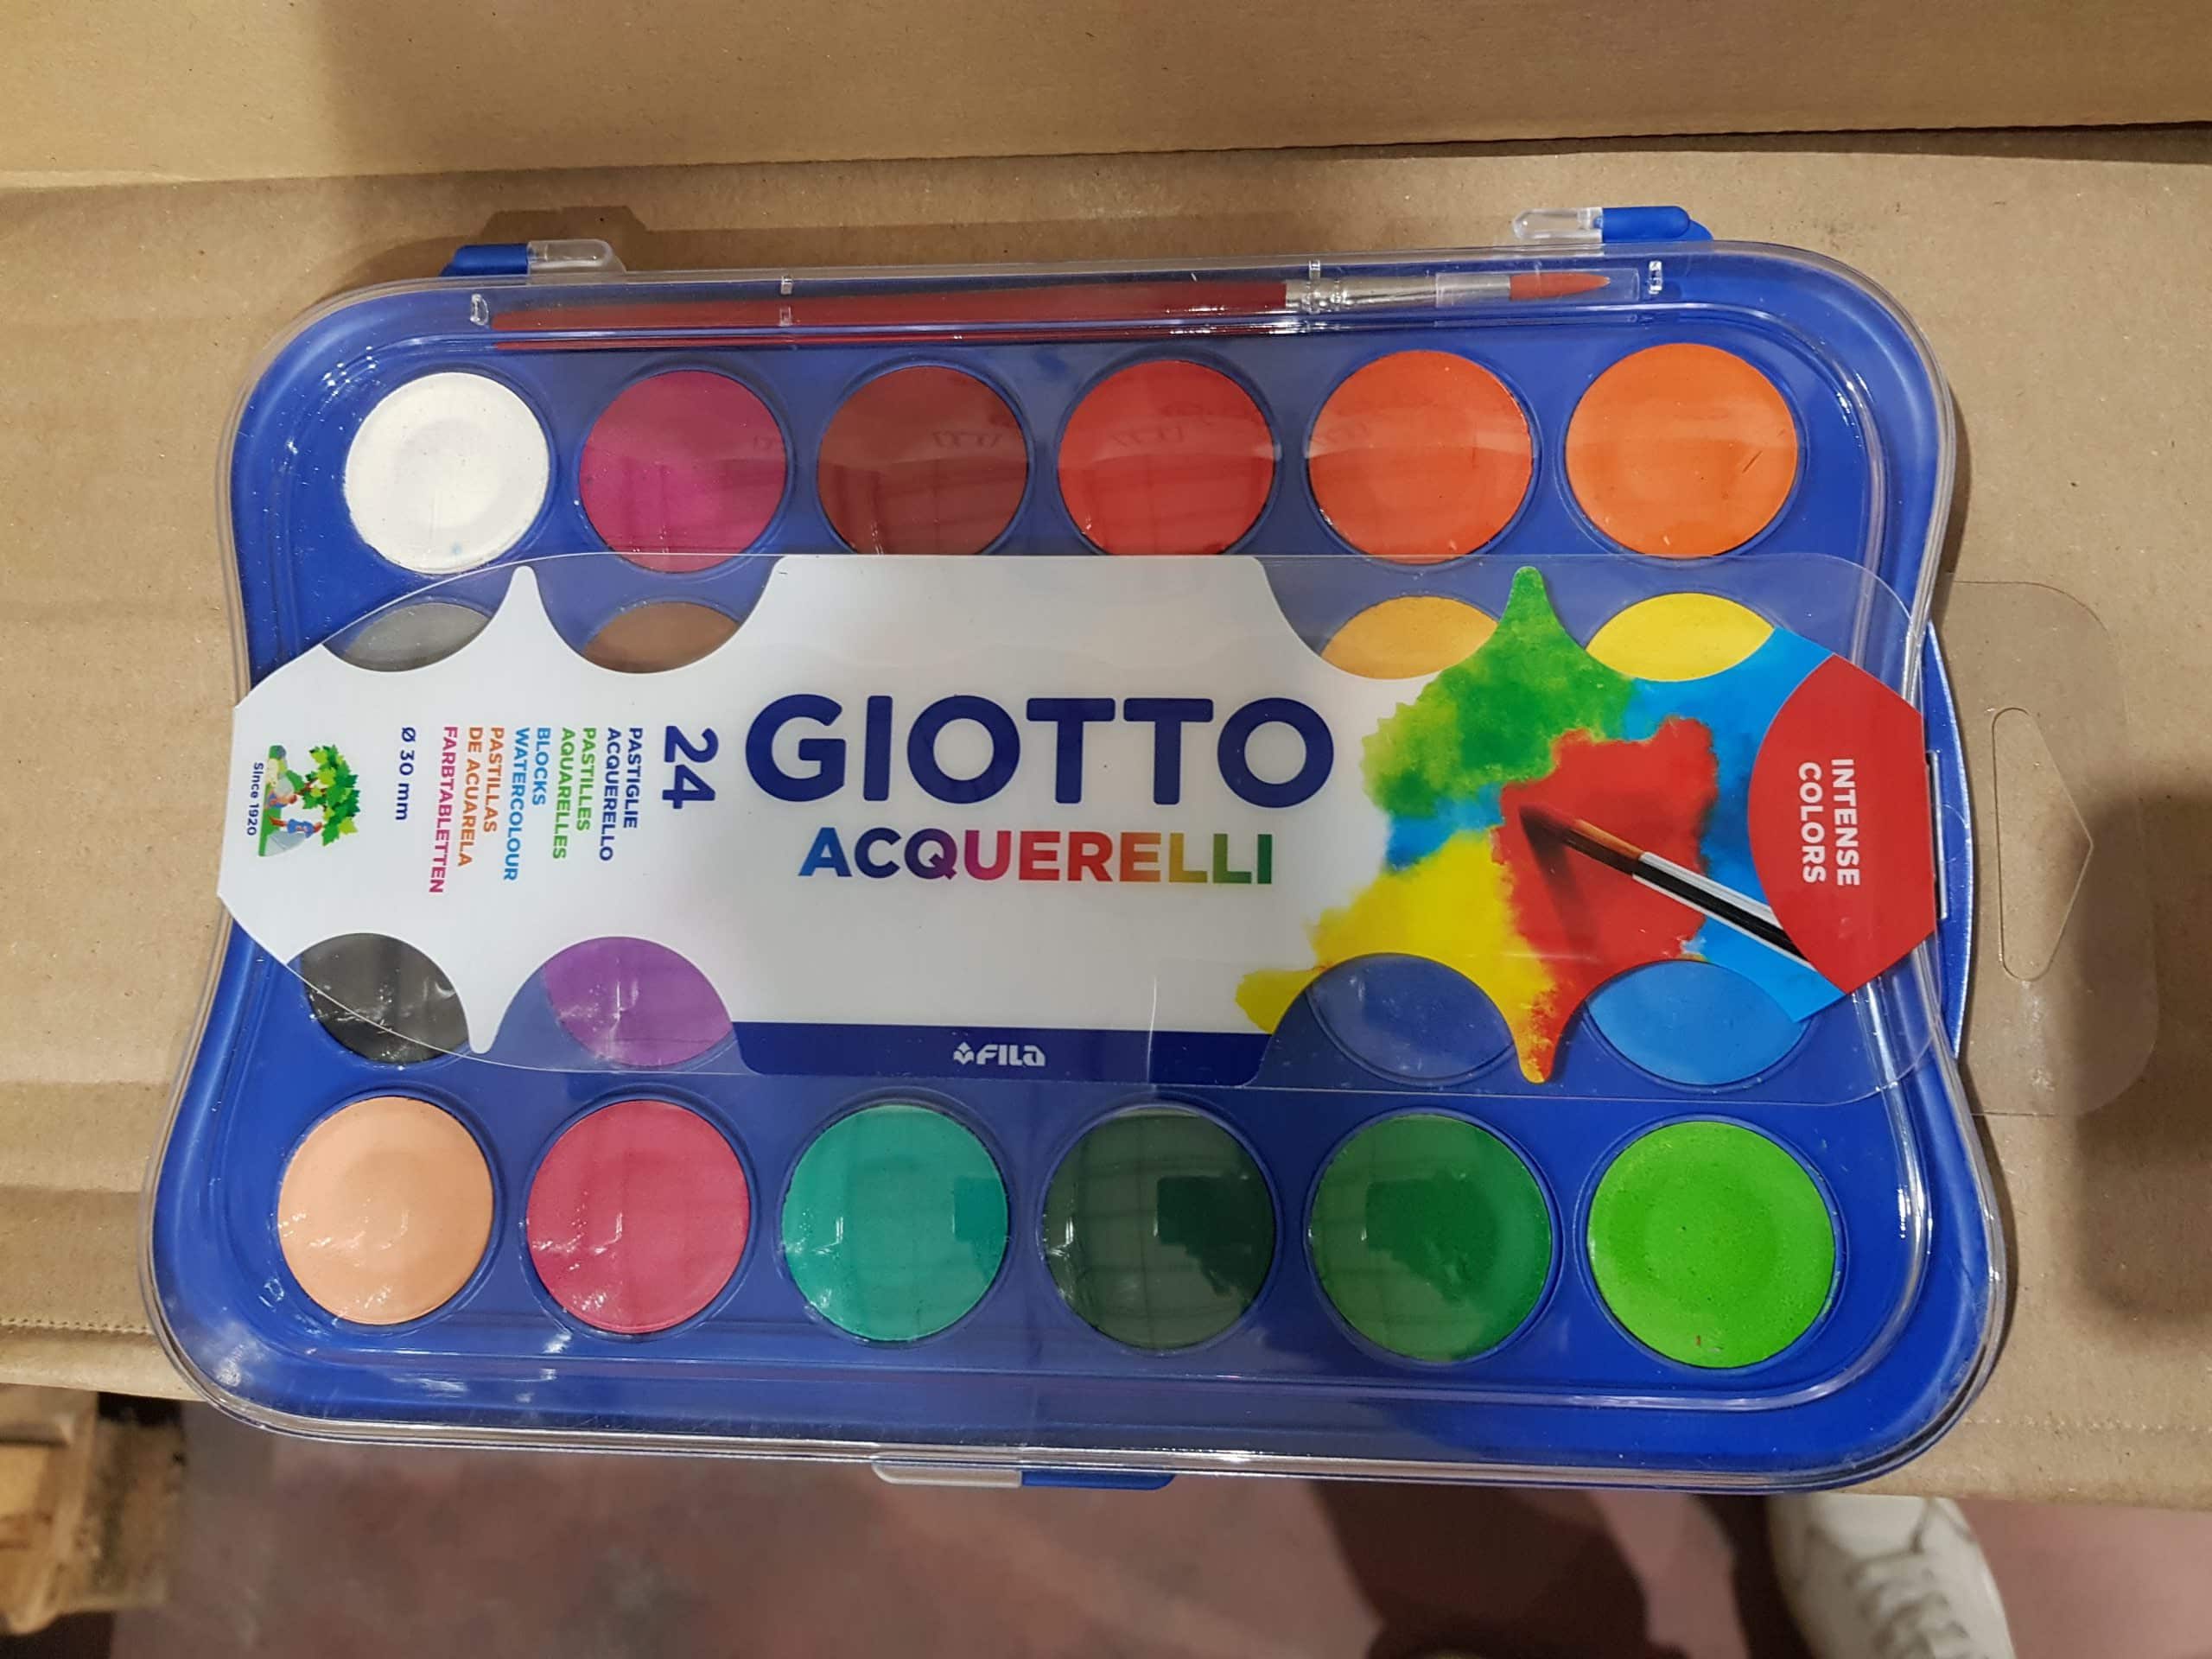 GIOTTO
ACQUERELLI
24
PASTIGLIE
ACQUERELLO
PASTILLES
AQUARELLES
BLOCKS
WATERCOLOUR
PASTILLAS
DE ACUARELA
FARBTABLETTEN
Ø 30 mm
Since 1920
INTENSE
COLORS
FILA